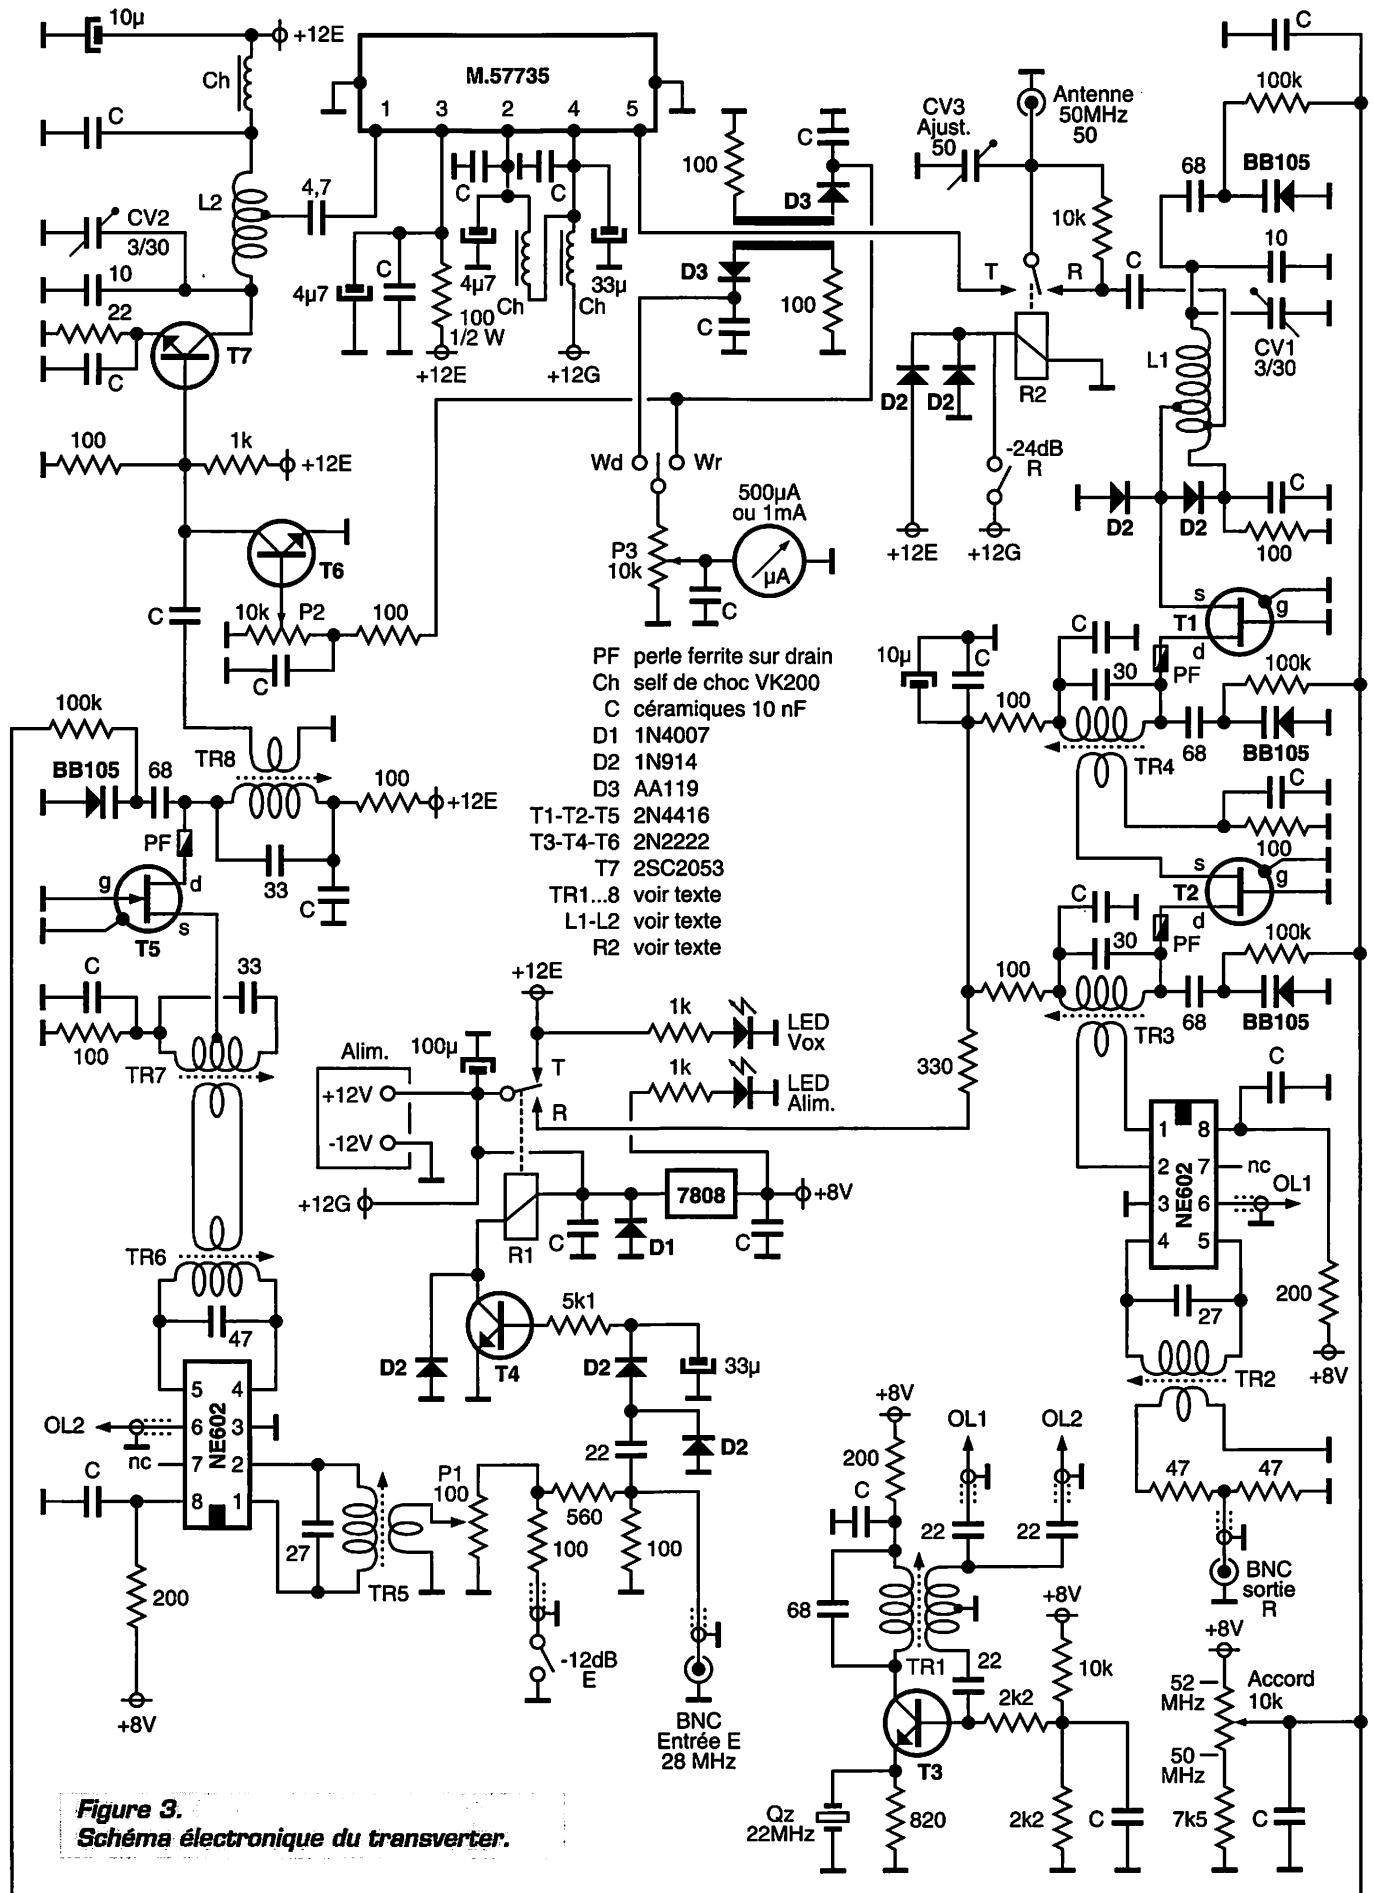 10µ
+12E
Ch
C
L2
4,7
CV2
3/30
10
22
C
T7
100
1k
+12E
M.57735
1
3
2
4
5
C
C
4µ7
C
4µ7
Ch
33µ
Ch
100
1/2 W
+12E
+12G
100
C
D3
D3
C
100
CV3
Ajust.
50
Antenne
50MHz
50
10k
T
R
C
D2
D2
R2
-24dB
R
+12E
+12G
C
100k
68
BB105
10
L1
CV1
3/30
D2
D2
C
100
Wd
Wr
500µA
ou 1mA
P3
10k
µA
C
T6
C
10k
P2
100
C
100k
BB105
68
TR8
100
+12E
PF
33
C
g
d
s
T5
C
33
100
TR7
PF perle ferrite sur drain
Ch self de choc VK200
C céramiques 10 nF
D1 1N4007
D2 1N914
D3 AA119
T1-T2-T5 2N4416
T3-T4-T6 2N2222
T7 2SC2053
TR1...8 voir texte
L1-L2 voir texte
R2 voir texte
s
g
T1
d
PF
100k
C
30
10µ
C
100
68
BB105
TR4
C
100
s
g
T2
d
PF
100k
C
30
100
68
BB105
TR3
330
C
1
8
2
7
nc
3
6
OL1
4
5
NE602
27
200
+8V
TR2
47
47
BNC
sortie
R
+12E
1k
LED
Vox
100µ
T
1k
LED
Alim.
R
Alim.
+12V
-12V
+12G
R1
C
D1
7808
C
+8V
5k1
D2
T4
D2
33µ
22
D2
TR6
47
5
4
OL2
6
3
nc
7
2
8
1
NE602
C
200
+8V
27
TR5
P1
100
560
100
100
-12dB
E
BNC
Entrée E
28 MHz
+8V
200
C
OL1
OL2
22
22
68
TR1
22
+8V
10k
2k2
T3
Qz
22MHz
820
2k2
C
+8V
52
MHz
Accord
10k
50
MHz
7k5
C
Figure 3.
Schéma électronique du transverter.